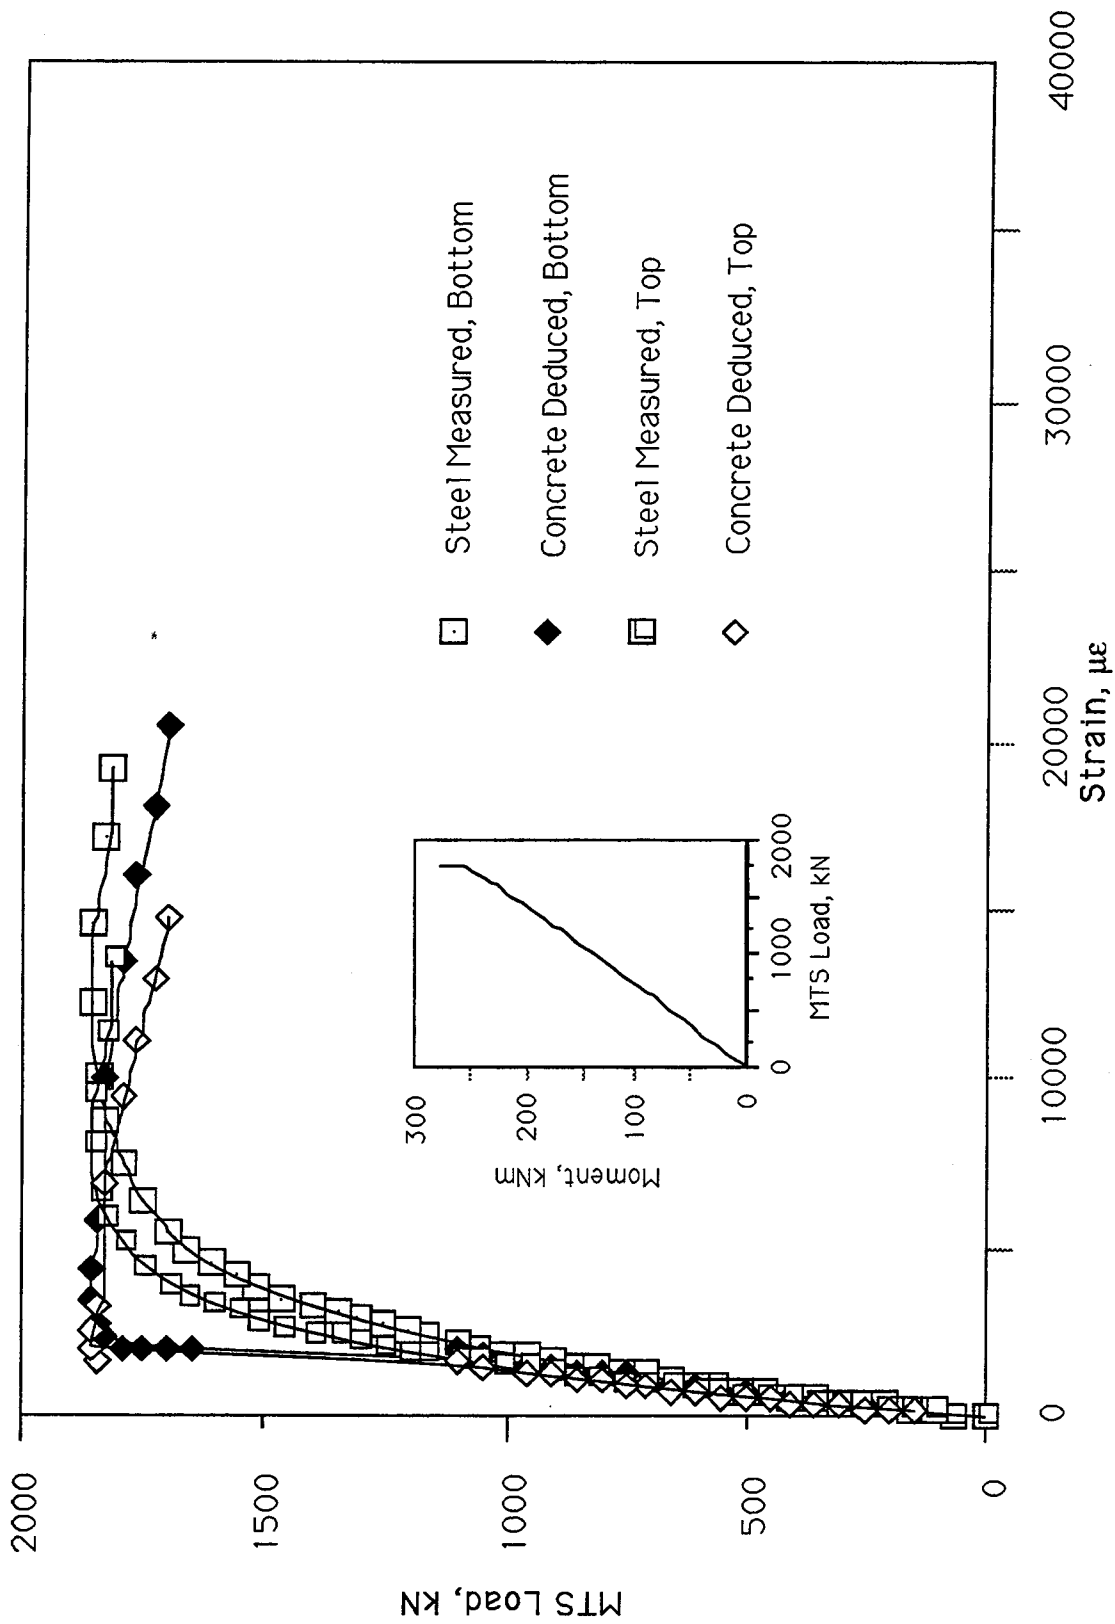 MTS Load, kN
2000
1500
1000
500
0
0
10000
20000
30000
40000
Strain, με
Steel Measured, Bottom
Concrete Deduced, Bottom
Steel Measured, Top
Concrete Deduced, Top
Moment, kNm
300
200
100
0
0
1000
2000
MTS Load, kN